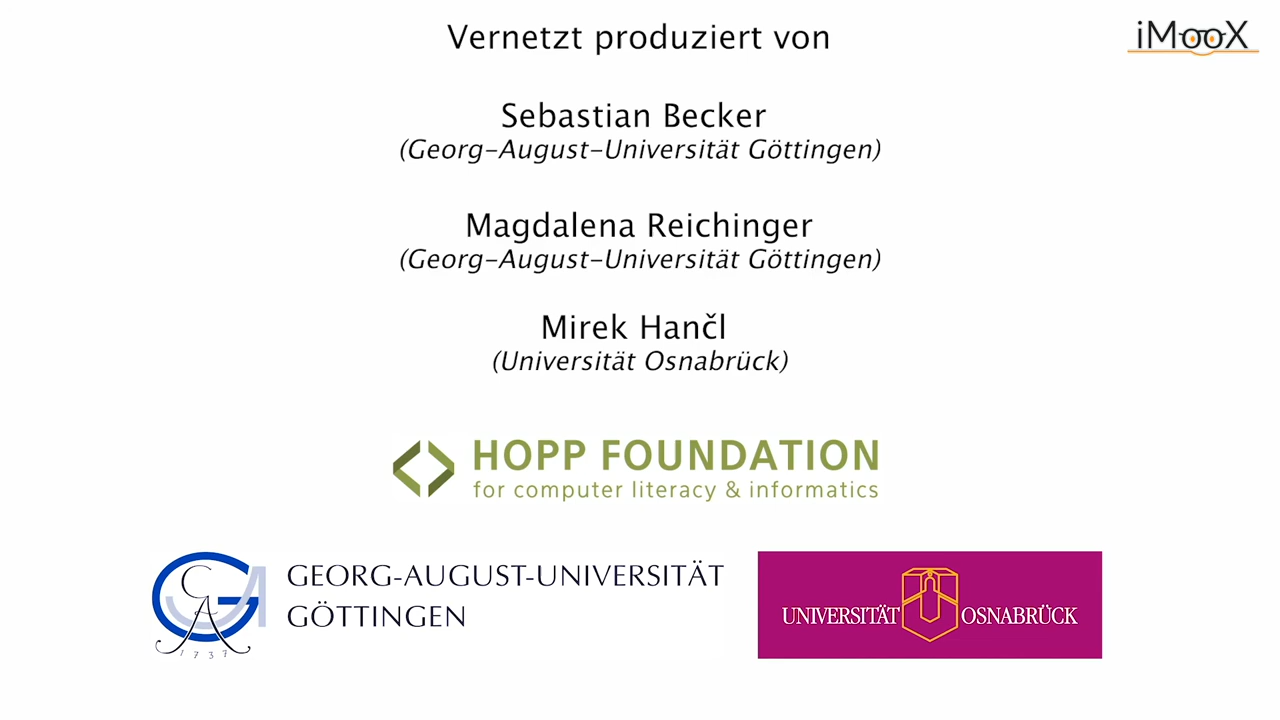 Vernetzt produziert von
iMooX
Sebastian Becker
(Georg-August-Universität Göttingen)
Magdalena Reichinger
(Georg-August-Universität Göttingen)
Mirek Hančl
(Universität Osnabrück)
HOPP FOUNDATION
for computer literacy & informatics
GEORG-AUGUST-UNIVERSITÄT
GÖTTINGEN
1737
UNIVERSITÄT OSNABRÜCK